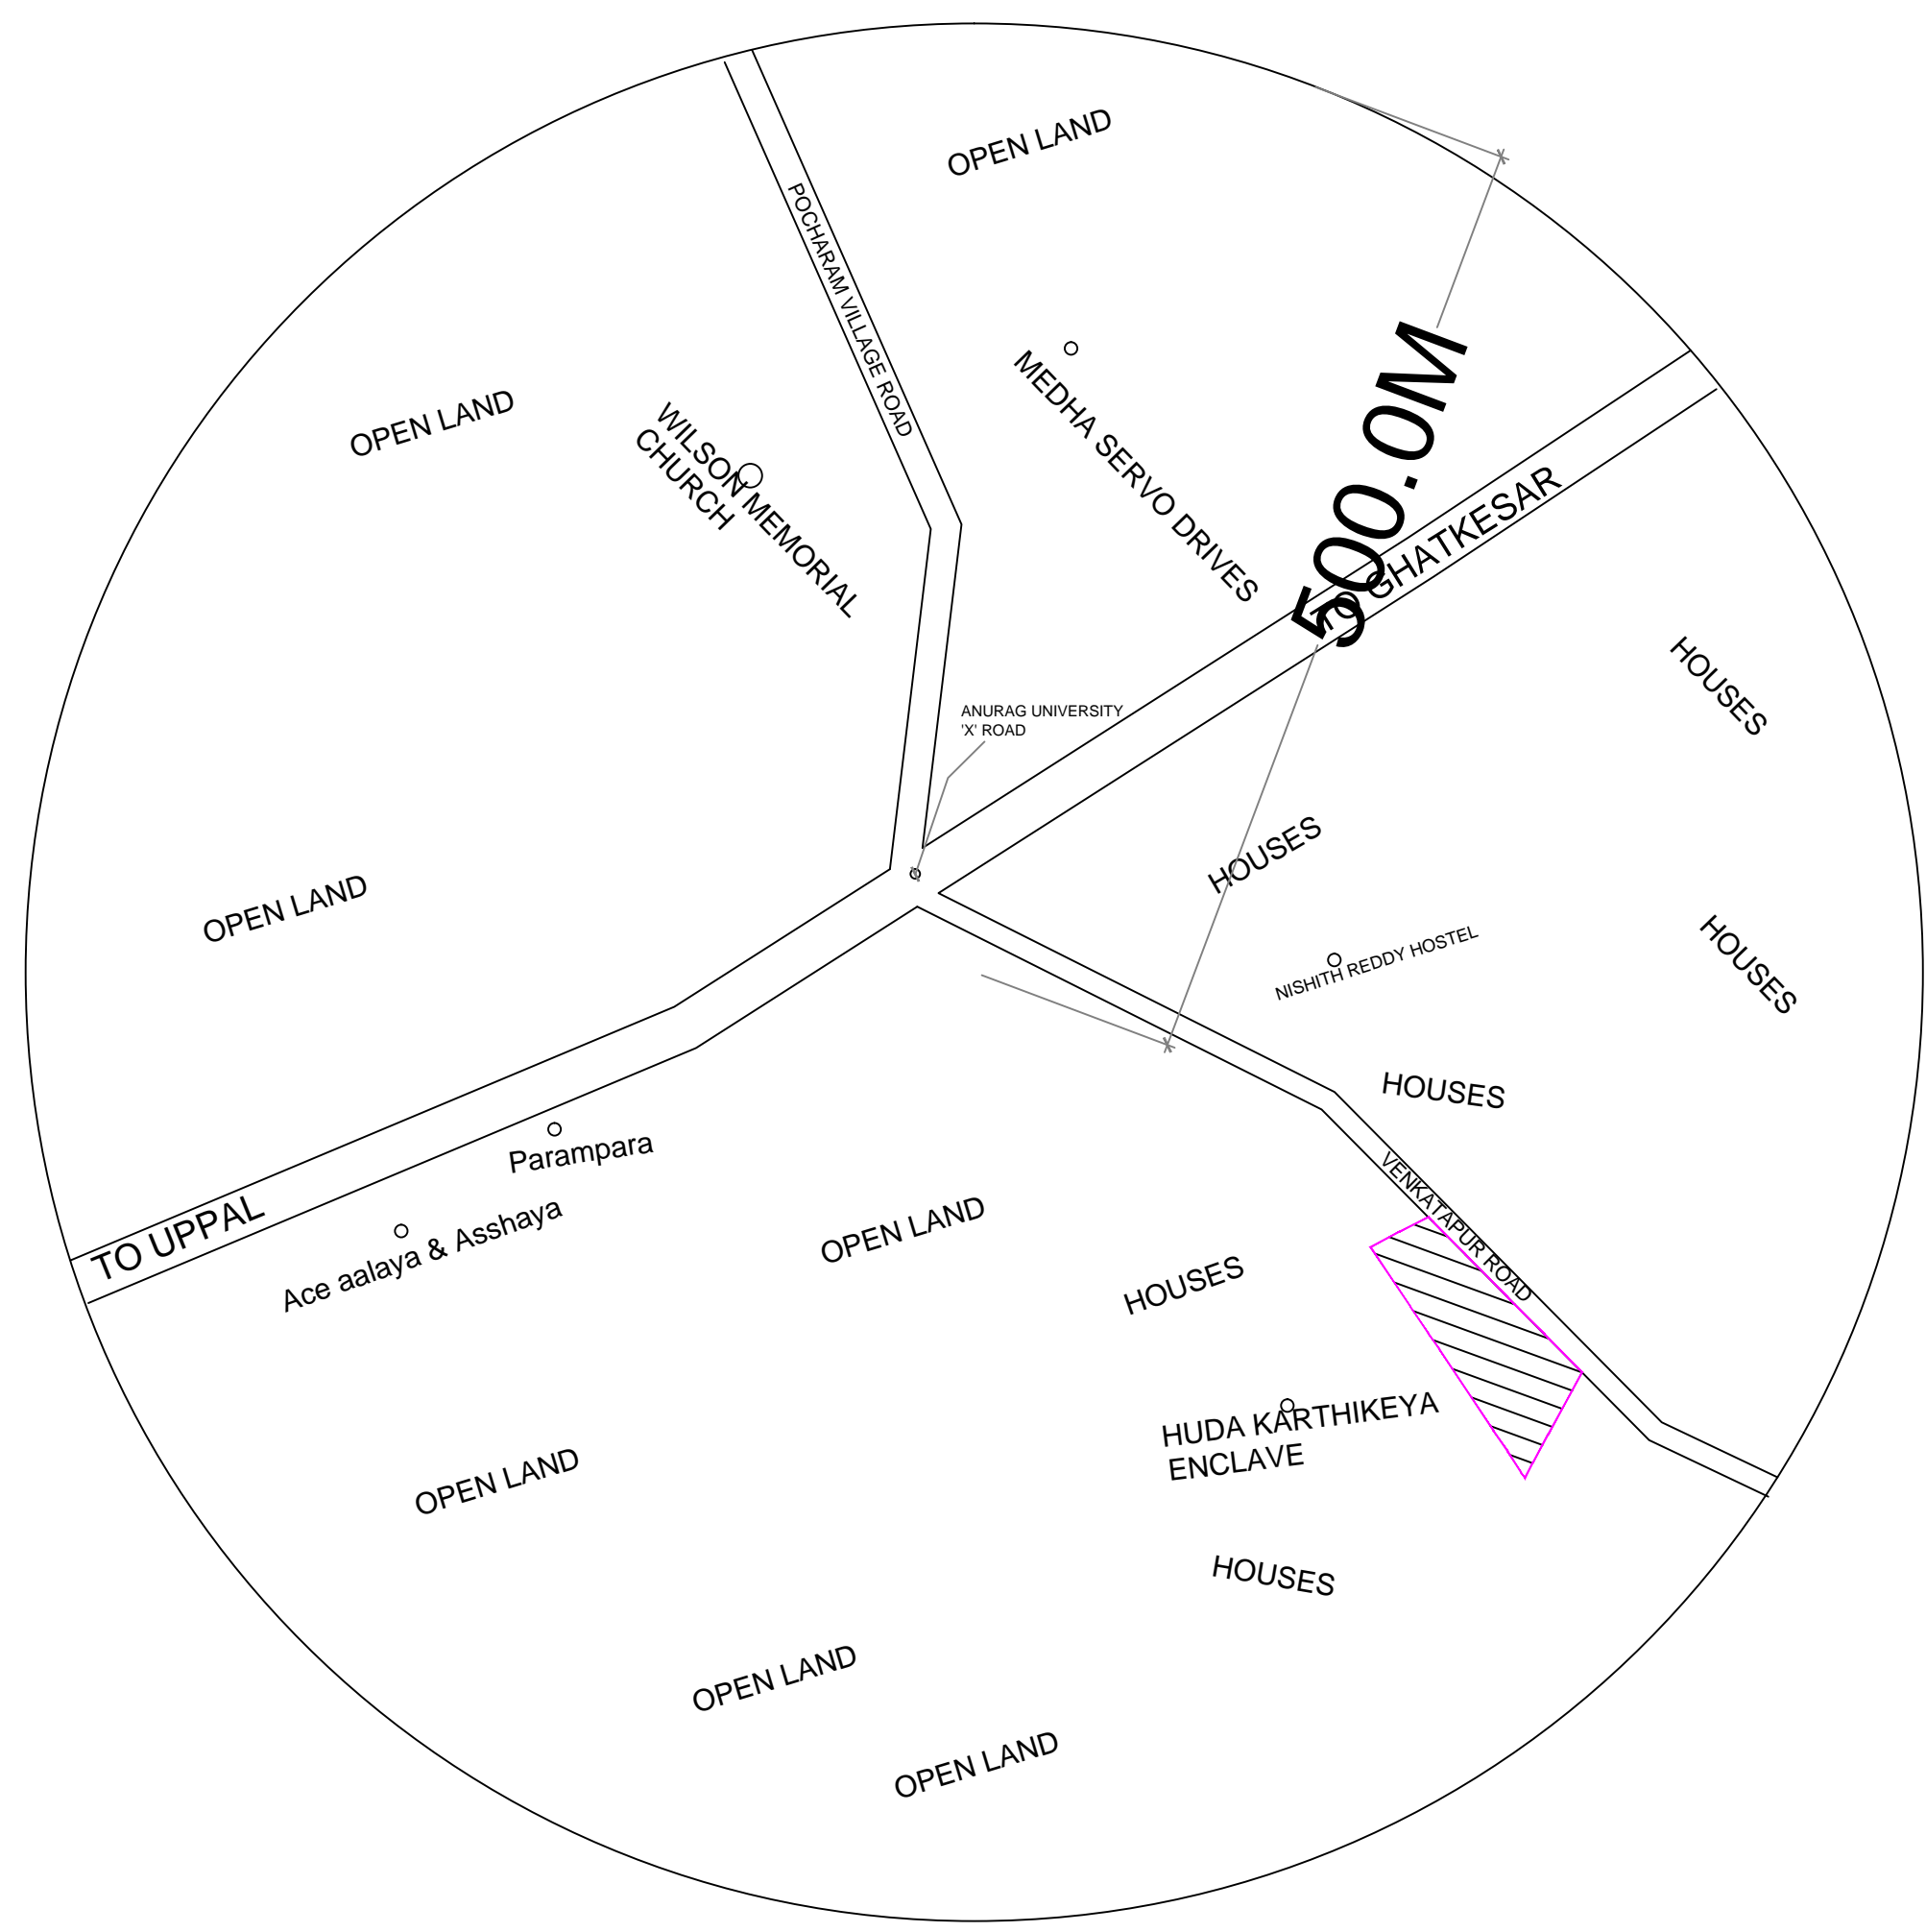 OPEN LAND
POCHARAM VILLAGE ROAD
500.0M
MEDHA SERVO DRIVES
OPEN LAND
WILSON MEMORIAL
CHURCH
TO GHATKESAR
HOUSES
ANURAG UNIVERSITY
'X' ROAD
HOUSES
OPEN LAND
NISHITH REDDY HOSTEL
HOUSES
HOUSES
Parampara
TO UPPAL
Ace aalaya & Asshaya
OPEN LAND
VENKATAPUR ROAD
HOUSES
HUDA KARTHIKEYA
ENCLAVE
OPEN LAND
HOUSES
OPEN LAND
OPEN LAND